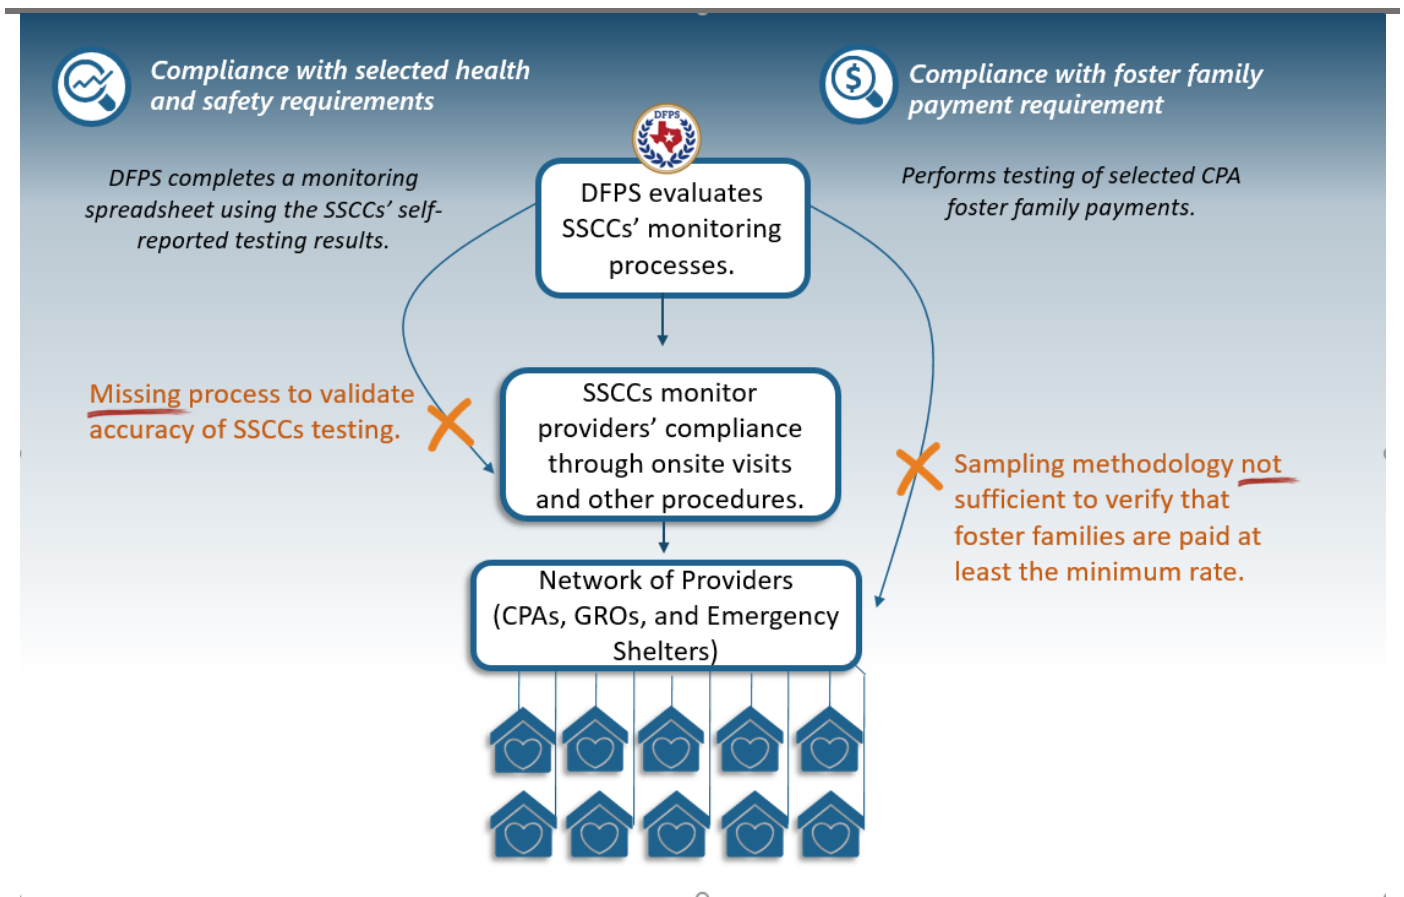 Compliance with selected health
and safety requirements
DFPS completes a monitoring
spreadsheet using the SSCCs’ self-
reported testing results.
$
Compliance with foster family
payment requirement
Performs testing of selected CPA
foster family payments.
DFPS
DFPS evaluates
SSCCs’ monitoring
processes.
Missing process to validate
accuracy of SSCCs testing.
SSCCs monitor
providers’ compliance
through onsite visits
and other procedures.
Sampling methodology not
sufficient to verify that
foster families are paid at
least the minimum rate.
Network of Providers
(CPAs, GROs, and Emergency
Shelters)